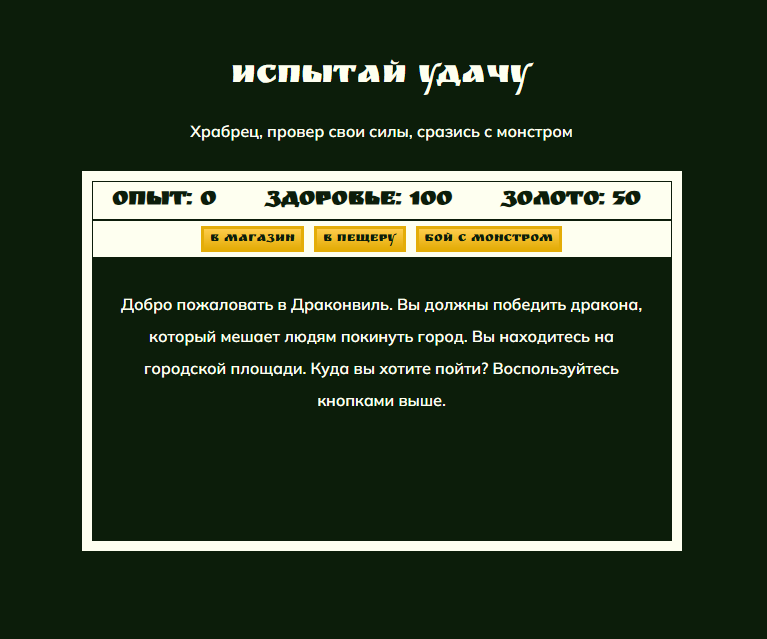 испытай удачу
Храбрец, провер свои силы, сразись с монстром
Опыт: 0 Здоровье: 100 Золото: 50
В магазин В пещеру Бой с монстром
Добро пожаловать в Драконвиль. Вы должны победить дракона,
который мешает людям покинуть город. Вы находитесь на
городской площади. Куда вы хотите пойти? Воспользуйтесь
кнопками выше.